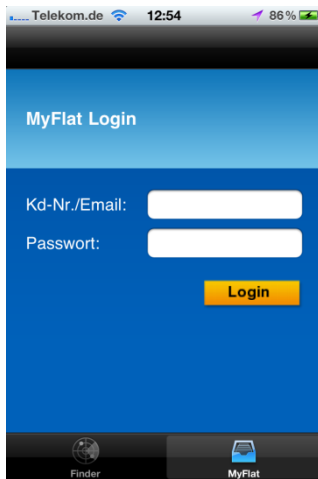 Telekom.de 12:54 86%
MyFlat Login
Kd-Nr./Email:
Passwort:
Login
Finder MyFlat